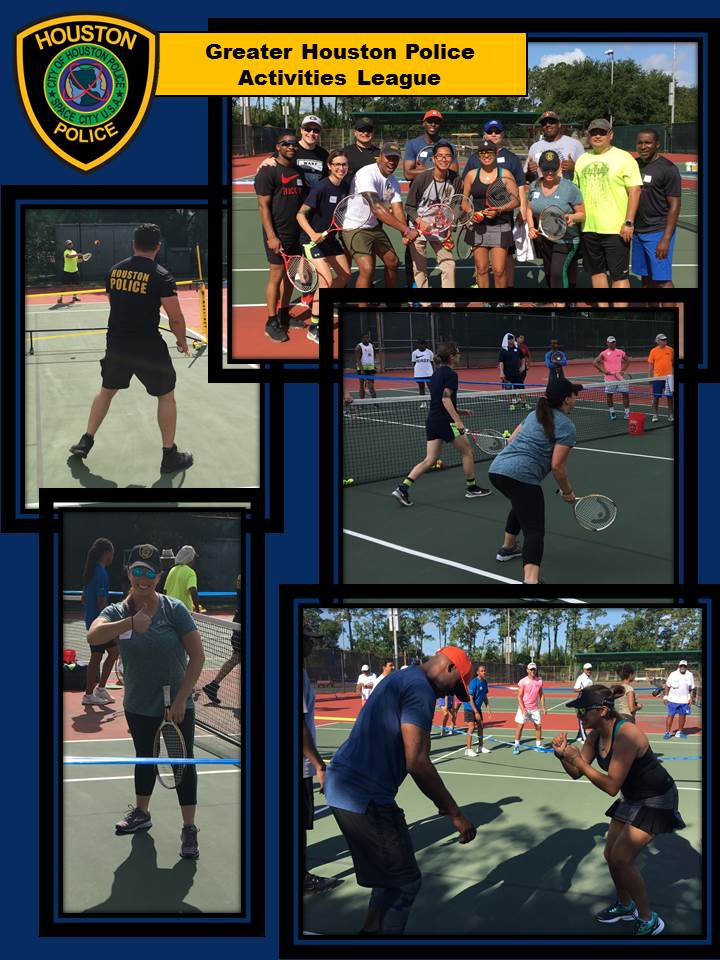 HOUSTON
CITY OF HOUSTON POLICE
SPACE CITY U.S.A.
POLICE
Greater Houston Police
Activities League
HOUSTON
POLICE